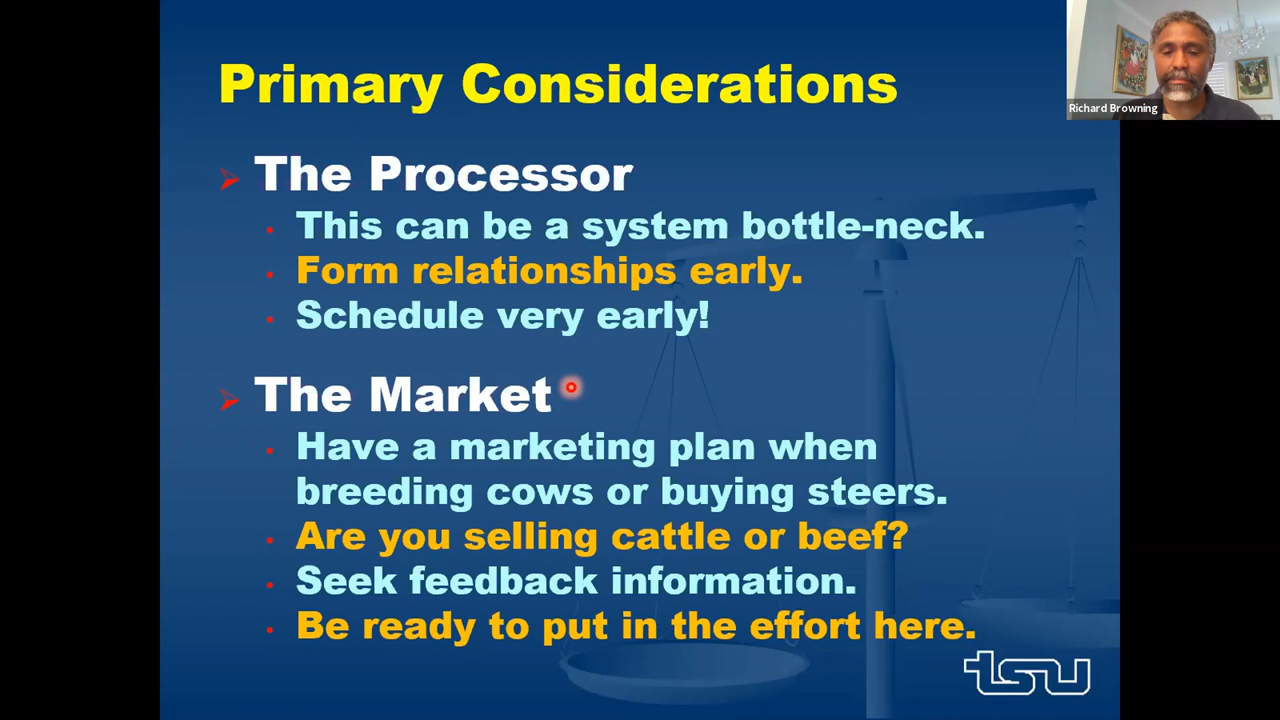 Primary Considerations
Richard Browning
The Processor
This can be a system bottle-neck.
Form relationships early.
Schedule very early!
The Market
Have a marketing plan when
breeding cows or buying steers.
Are you selling cattle or beef?
Seek feedback information.
Be ready to put in the effort here.
tsu